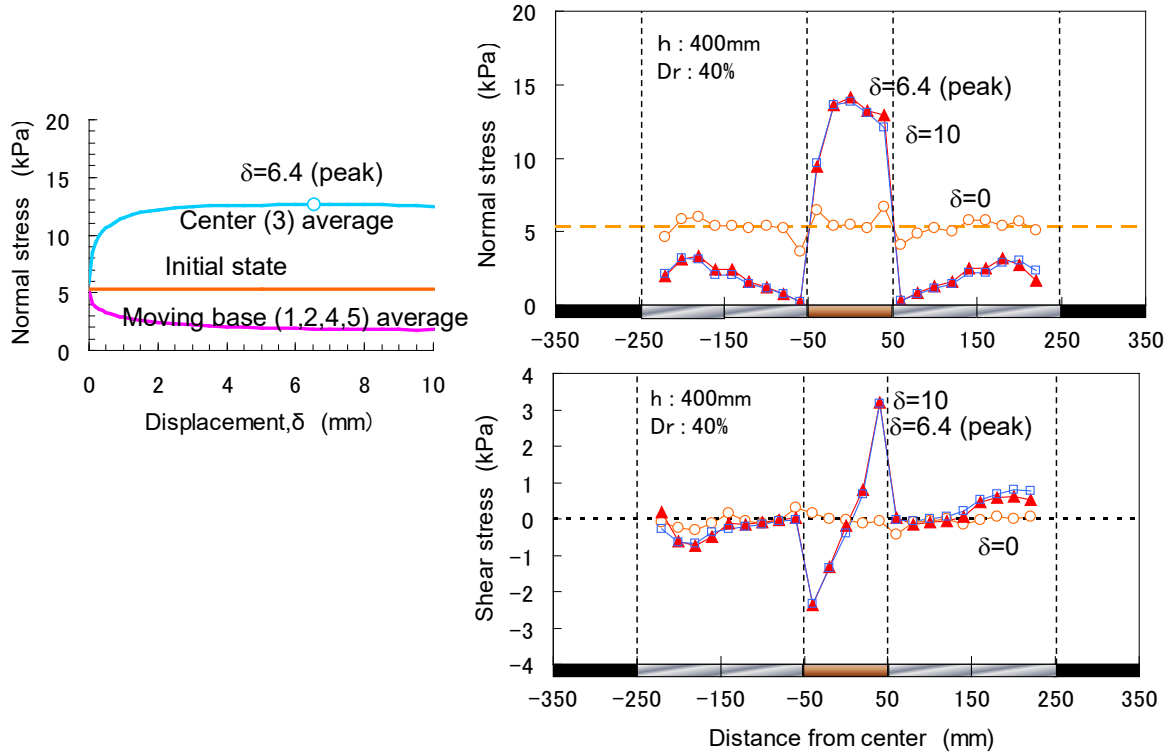 20
15
10
5
0
Normal stress (kPa)
δ=6.4 (peak)
Center (3) average
Initial state
Moving base (1,2,4,5) average
0 2 4 6 8 10
Displacement,δ (mm)
20
15
10
5
0
Normal stress (kPa)
h : 400mm
Dr : 40%
δ=6.4 (peak)
δ=10
δ=0
-350 -250 -150 -50 50 150 250 350
4
3
2
1
0
-1
-2
-3
-4
Shear stress (kPa)
h : 400mm
Dr : 40%
δ=10
δ=6.4 (peak)
δ=0
-350 -250 -150 -50 50 150 250 350
Distance from center (mm)